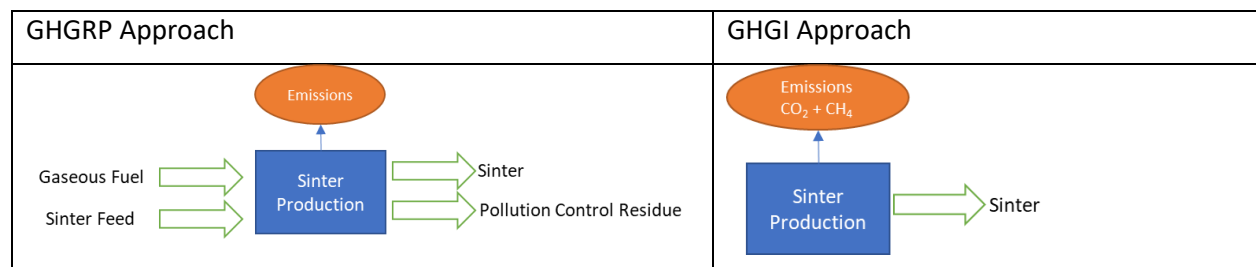 GHGRP Approach
GHGI Approach
Emissions
Gaseous Fuel
Sinter Feed
Sinter
Production
Sinter
Pollution Control Residue
Emissions
CO₂ + CH₄
Sinter
Production
Sinter